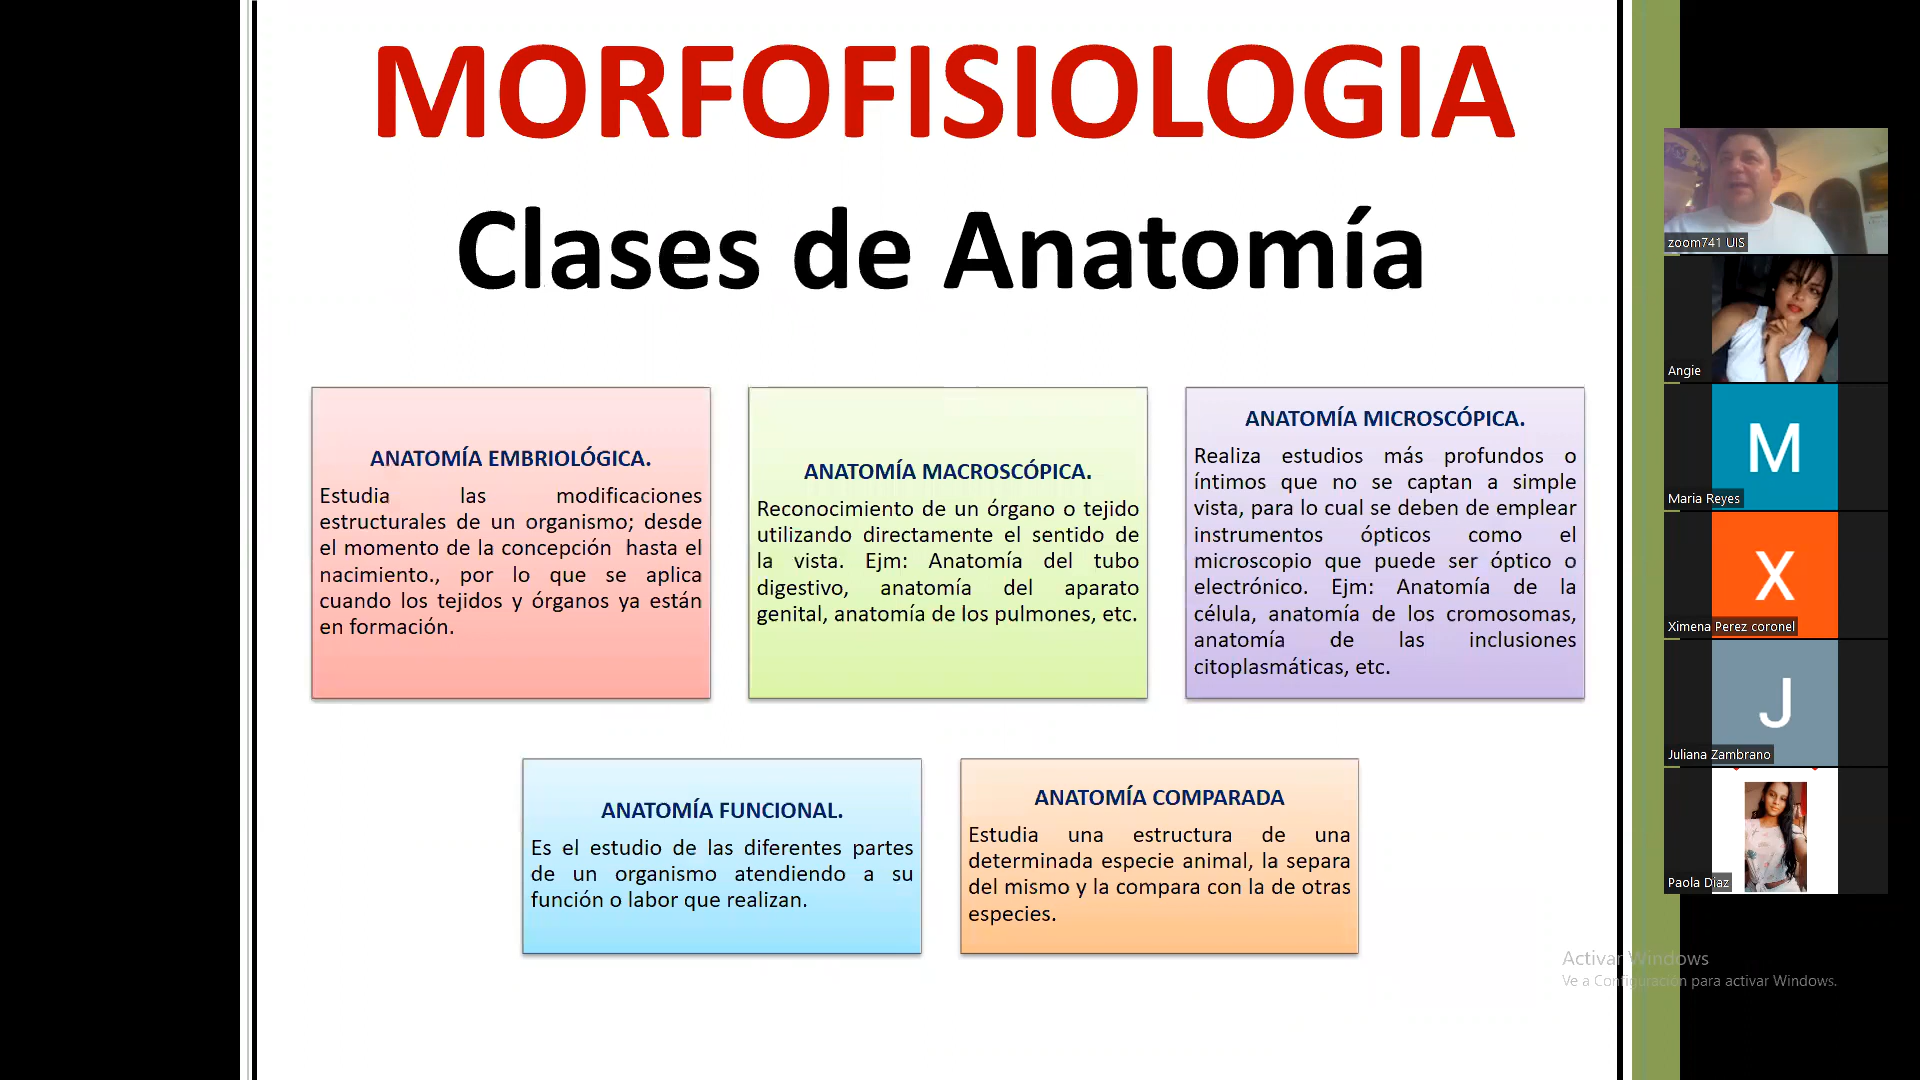 MORFOFISIOLOGIA
Clases de Anatomía
ANATOMÍA EMBRIOLÓGICA.
Estudia las modificaciones
estructurales de un organismo; desde
el momento de la concepción hasta el
nacimiento., por lo que se aplica
cuando los tejidos y órganos ya están
en formación.
ANATOMÍA MACROSCÓPICA.
Reconocimiento de un órgano o tejido
utilizando directamente el sentido de
la vista. Ejm: Anatomía del tubo
digestivo, anatomía del aparato
genital, anatomía de los pulmones, etc.
ANATOMÍA MICROSCÓPICA.
Realiza estudios más profundos o
íntimos que no se captan a simple
vista, para lo cual se deben de emplear
instrumentos ópticos como el
microscopio que puede ser óptico o
electrónico. Ejm: Anatomía de la
célula, anatomía de los cromosomas,
anatomía de las inclusiones
citoplasmáticas, etc.
ANATOMÍA FUNCIONAL.
Es el estudio de las diferentes partes
de un organismo atendiendo a su
función o labor que realizan.
ANATOMÍA COMPARADA
Estudia una estructura de una
determinada especie animal, la separa
del mismo y la compara con la de otras
especies.
zoom741 UIS
Angie
M
Maria Reyes
X
Ximena Perez coronel
J
Juliana Zambrano
Paola Diaz
Activar Windows
Ve a Configuración para activar Windows.